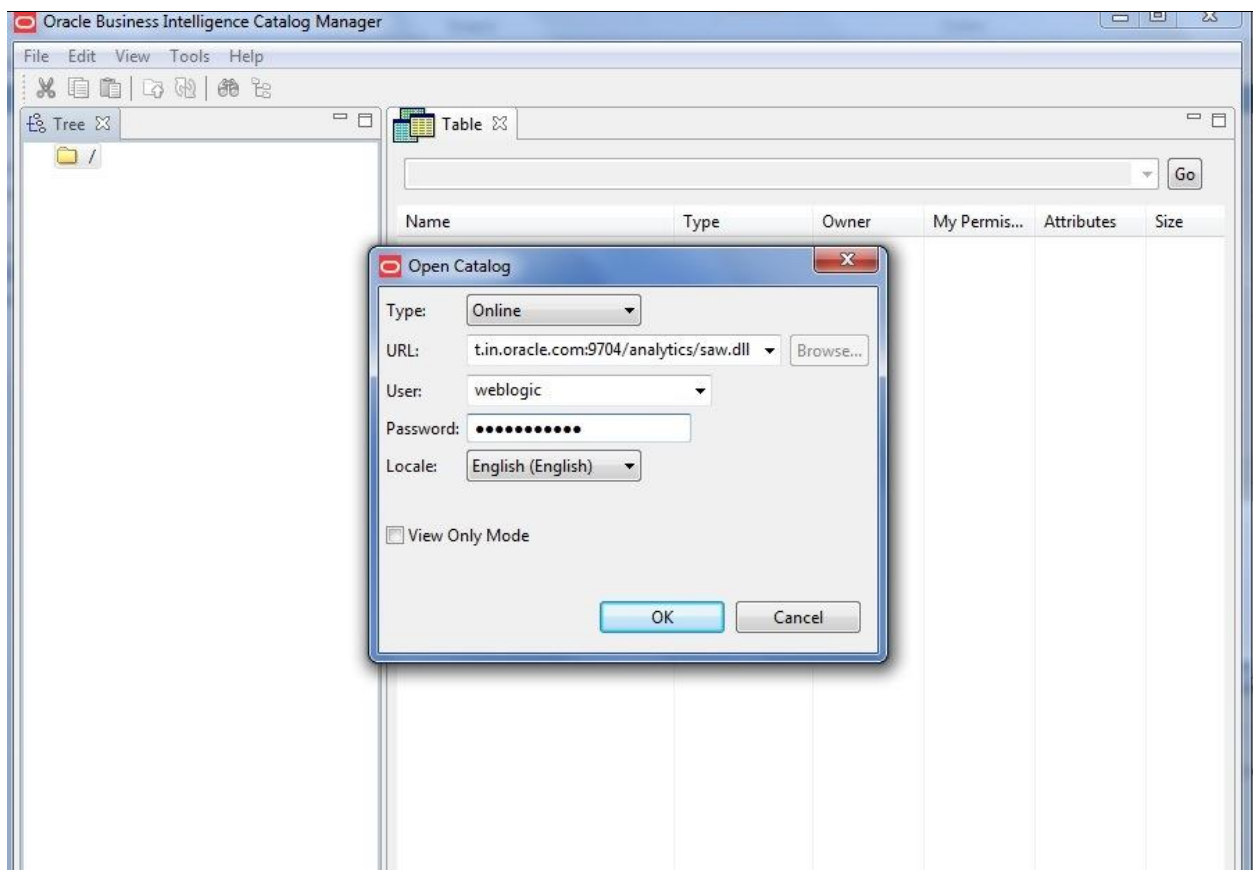 Oracle Business Intelligence Catalog Manager
File Edit View Tools Help
Tree
Table
/
Go
Name Type Owner My Permis... Attributes Size
Open Catalog
Type: Online
URL: t.in.oracle.com:9704/analytics/saw.dll Browse...
User: weblogic
Password: •••••••••••
Locale: English (English)
View Only Mode
OK Cancel